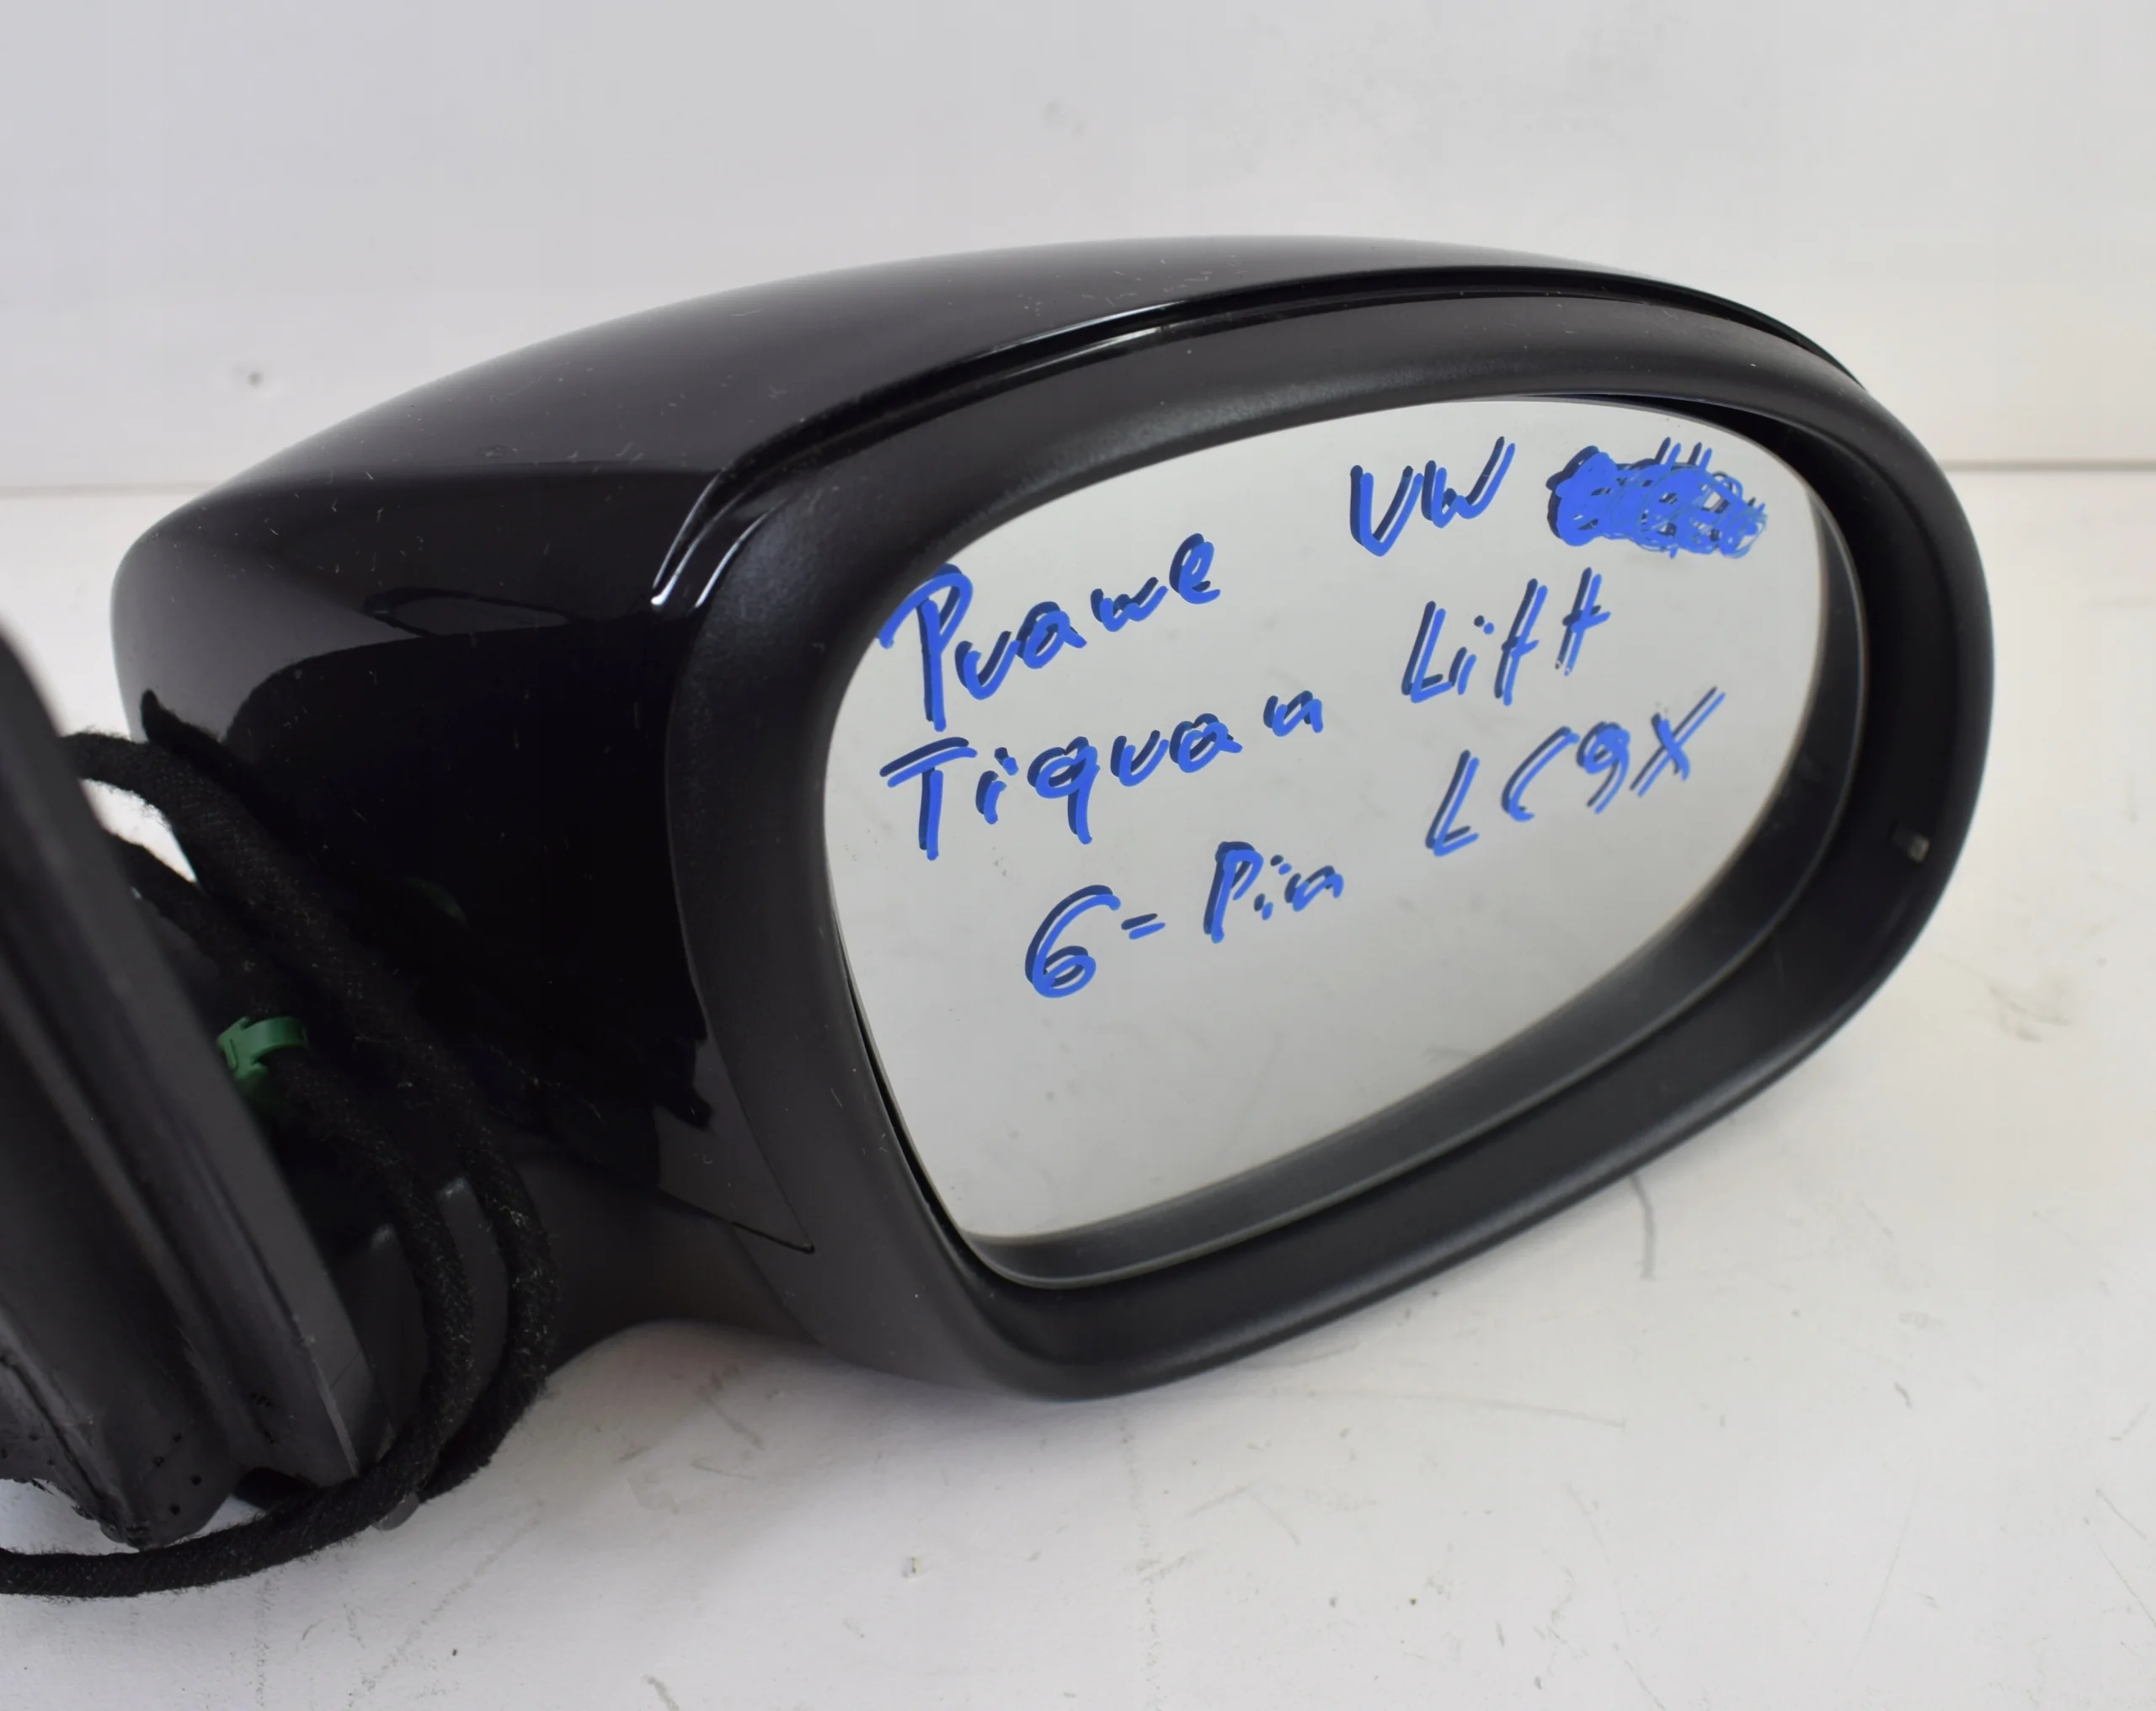 Prawe VW
Tiguan Lift
6-Pin LC9X